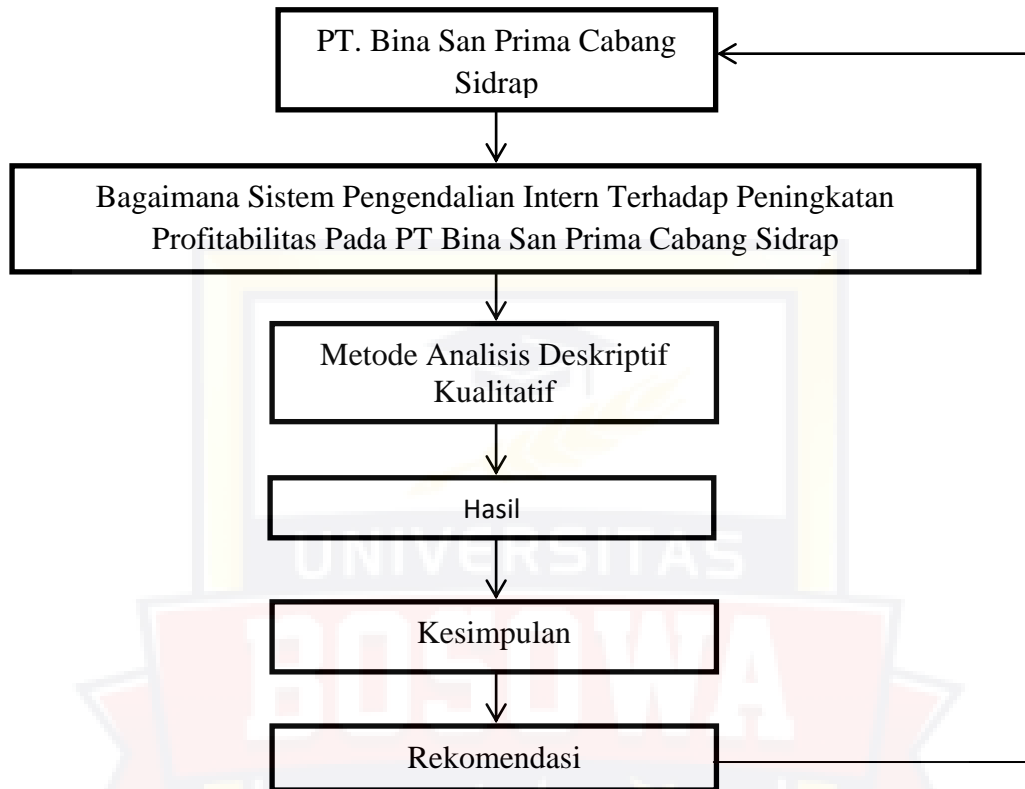 PT. Bina San Prima Cabang
Sidrap
Bagaimana Sistem Pengendalian Intern Terhadap Peningkatan
Profitabilitas Pada PT Bina San Prima Cabang Sidrap
Metode Analisis Deskriptif
Kualitatif
Hasil
UNIVERSITAS
Kesimpulan
BOSOWA
Rekomendasi